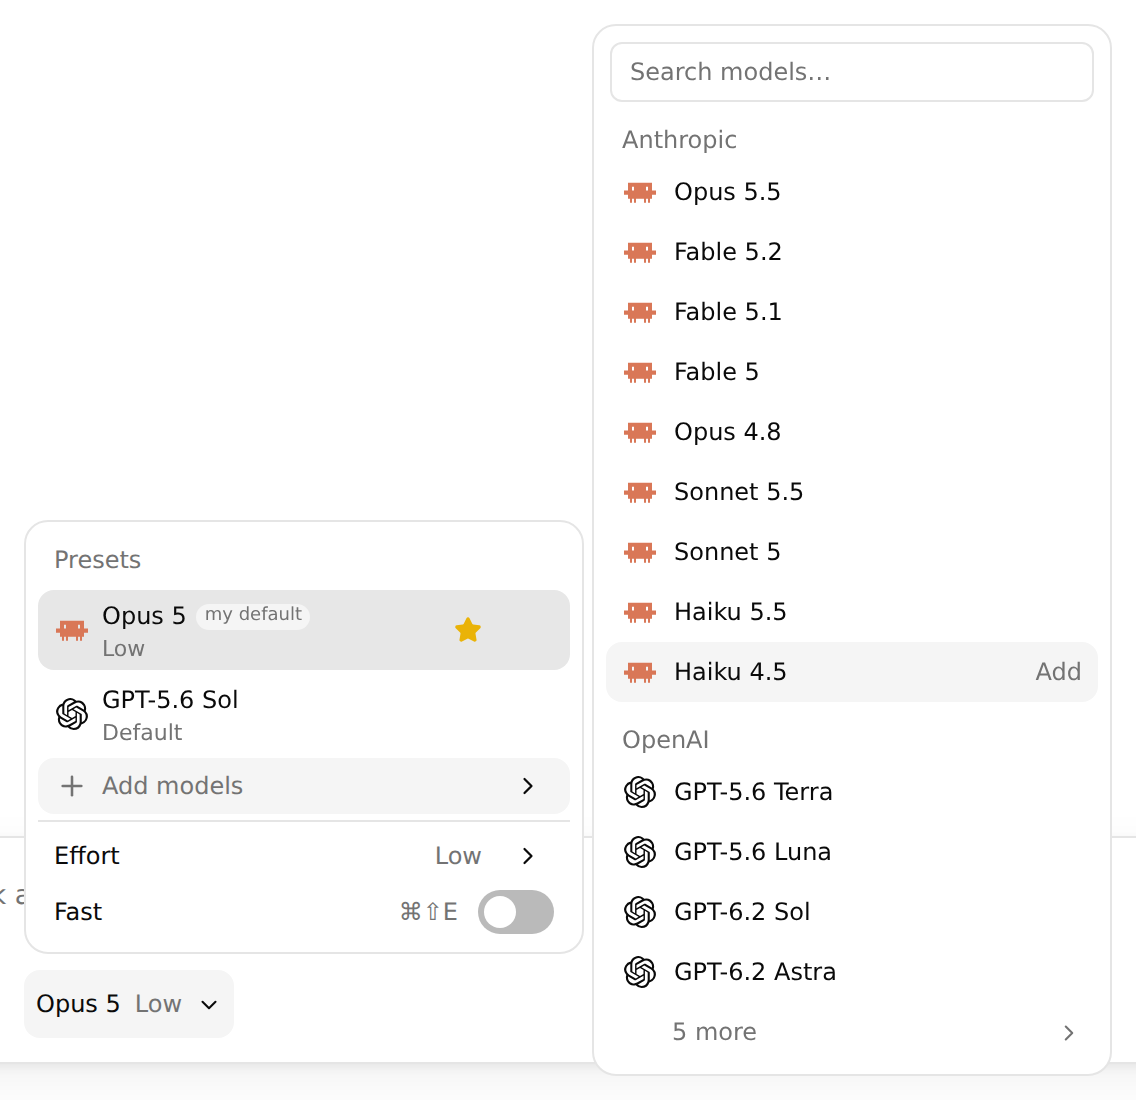 Search models...
Anthropic
Opus 5.5
Fable 5.2
Fable 5.1
Fable 5
Opus 4.8
Sonnet 5.5
Sonnet 5
Haiku 5.5
Haiku 4.5 Add
OpenAI
GPT-5.6 Terra
GPT-5.6 Luna
GPT-6.2 Sol
GPT-6.2 Astra
5 more
Presets
Opus 5 my default
Low
GPT-5.6 Sol
Default
Add models
Effort Low
Fast ⌘⇧E
Opus 5 Low